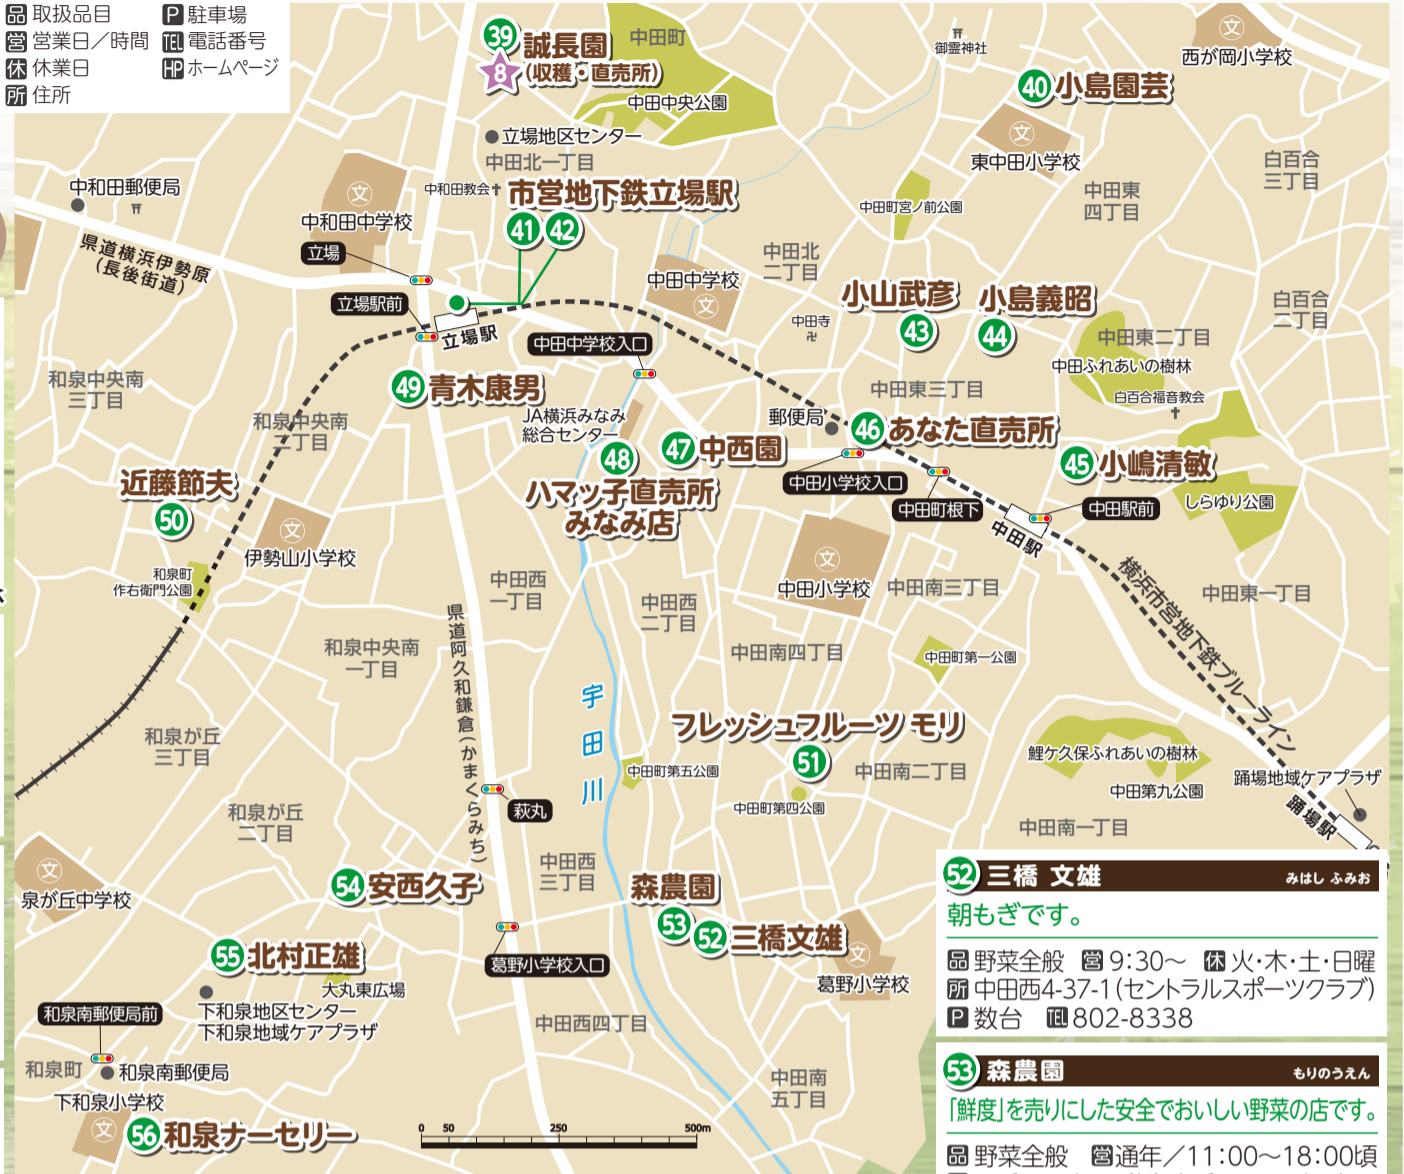 品 取扱品目
P 駐車場
営 営業日／時間
TEL 電話番号
休 休業日
HP ホームページ
所 住所
39 誠長園
8 (収穫・直売所)
中田町
中田中央公園
御霊神社
西が岡小学校
40 小島園芸
立場地区センター
中田北一丁目
東中田小学校
白百合
三丁目
中和田郵便局
中和田中学校
中和田教会
市営地下鉄立場駅
41 42
中田町宮ノ前公園
中田東
四丁目
県道横浜伊勢原
(長後街道)
立場
立場駅前
立場駅
中田中学校
中田北
二丁目
中田中学校入口
中田寺
小山武彦
43
小島義昭
44
白百合
二丁目
中田東二丁目
中田ふれあいの樹林
白百合福音教会
和泉中央南
三丁目
和泉中央南
二丁目
49 青木康男
JA横浜みなみ
総合センター
48
ハマッ子直売所
みなみ店
47 中西園
中田東三丁目
郵便局
46 あなた直売所
中田小学校入口
中田町根下
45 小嶋清敏
中田駅前
中田駅
しらゆり公園
近藤節夫
50
伊勢山小学校
和泉町
作右衛門公園
中田西
一丁目
中田西
二丁目
中田小学校
中田南三丁目
横浜市営地下鉄ブルーライン
中田東一丁目
和泉中央南
一丁目
県道阿久和鎌倉(かまくらみち)
宇田川
中田南四丁目
中田町第一公園
和泉が丘
三丁目
フレッシュフルーツ モリ
51
中田町第五公園
中田町第四公園
中田南二丁目
鯉ケ久保ふれあいの樹林
中田第九公園
踊場地域ケアプラザ
踊場駅
中田南一丁目
和泉が丘
二丁目
萩丸
中田西
三丁目
泉が丘中学校
54 安西久子
森農園
53
52 三橋文雄
葛野小学校
葛野小学校入口
55 北村正雄
大丸東広場
下和泉地区センター
下和泉地域ケアプラザ
和泉南郵便局前
和泉町
和泉南郵便局
下和泉小学校
56 和泉ナーセリー
中田西四丁目
中田南
五丁目
0 50 250 500m
52 三橋 文雄 みはし ふみお
朝もぎです。
品 野菜全般 営 9:30〜 休 火・木・土・日曜
所 中田西4-37-1(セントラルスポーツクラブ)
P 数台 TEL 802-8338
53 森農園 もりのうえん
「鮮度」を売りにした安全でおいしい野菜の店です。
品 野菜全般 営 通年／11:00〜18:00頃